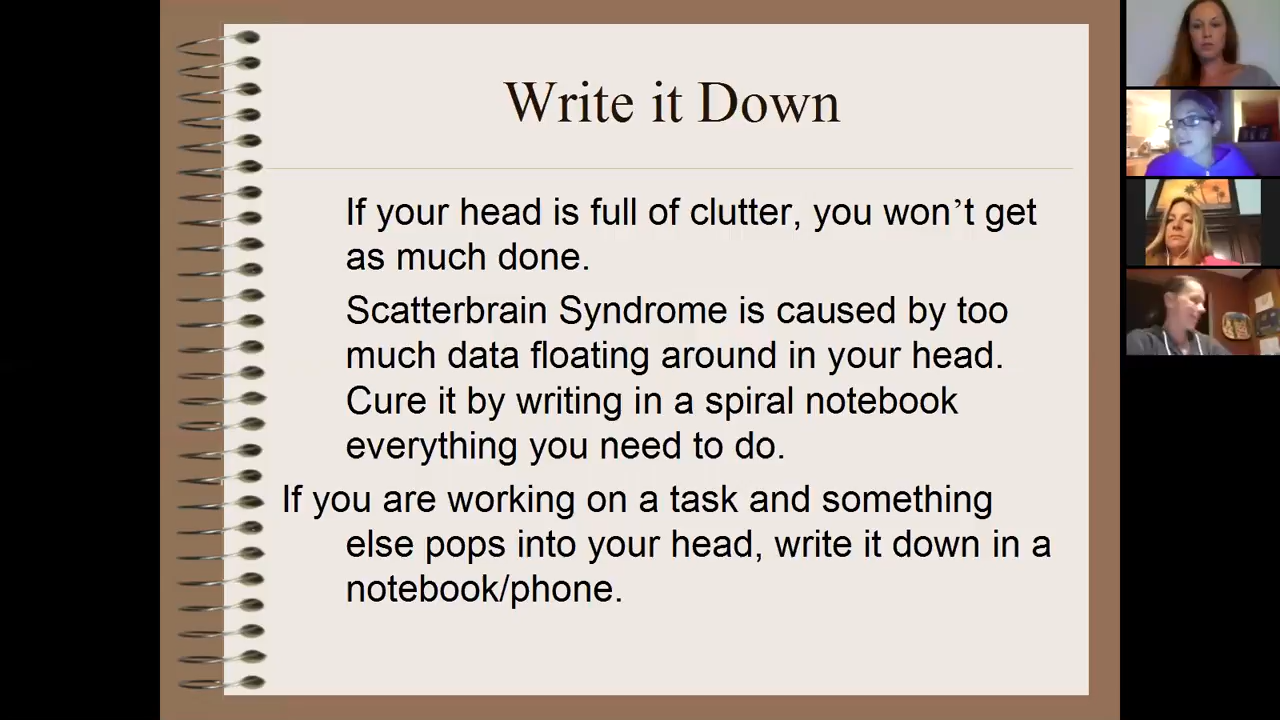 Write it Down
If your head is full of clutter, you won’t get
as much done.
Scatterbrain Syndrome is caused by too
much data floating around in your head.
Cure it by writing in a spiral notebook
everything you need to do.
If you are working on a task and something
else pops into your head, write it down in a
notebook/phone.